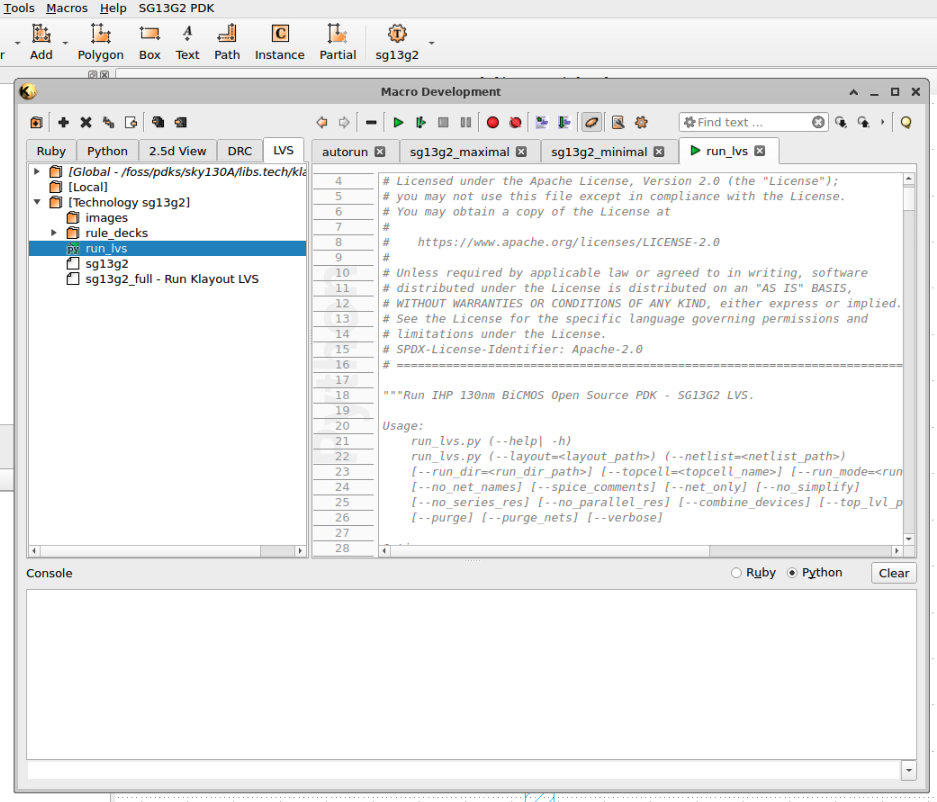 Tools Macros Help SG13G2 PDK
r Add Polygon Box Text Path Instance Partial sg13g2
Macro Development
Find text ...
Ruby Python 2.5d View DRC LVS
autorun sg13g2_maximal sg13g2_minimal run_lvs
[Global - /foss/pdks/sky130A/libs.tech/kla
[Local]
[Technology sg13g2]
images
rule_decks
run_lvs
sg13g2
sg13g2_full - Run Klayout LVS
4 # Licensed under the Apache License, Version 2.0 (the "License");
5 # you may not use this file except in compliance with the License.
6 # You may obtain a copy of the License at
7 #
8 #    https://www.apache.org/licenses/LICENSE-2.0
9 #
10 # Unless required by applicable law or agreed to in writing, software
11 # distributed under the License is distributed on an "AS IS" BASIS,
12 # WITHOUT WARRANTIES OR CONDITIONS OF ANY KIND, either express or implied.
13 # See the License for the specific language governing permissions and
14 # limitations under the License.
15 # SPDX-License-Identifier: Apache-2.0
16 # ========================================================================
17
18 """Run IHP 130nm BiCMOS Open Source PDK - SG13G2 LVS.
19
20 Usage:
21     run_lvs.py (--help| -h)
22     run_lvs.py (--layout=<layout_path>) (--netlist=<netlist_path>)
23     [--run_dir=<run_dir_path>] [--topcell=<topcell_name>] [--run_mode=<run
24     [--no_net_names] [--spice_comments] [--net_only] [--no_simplify]
25     [--no_series_res] [--no_parallel_res] [--combine_devices] [--top_lvl_p
26     [--purge] [--purge_nets] [--verbose]
27
28
Console
Ruby Python Clear